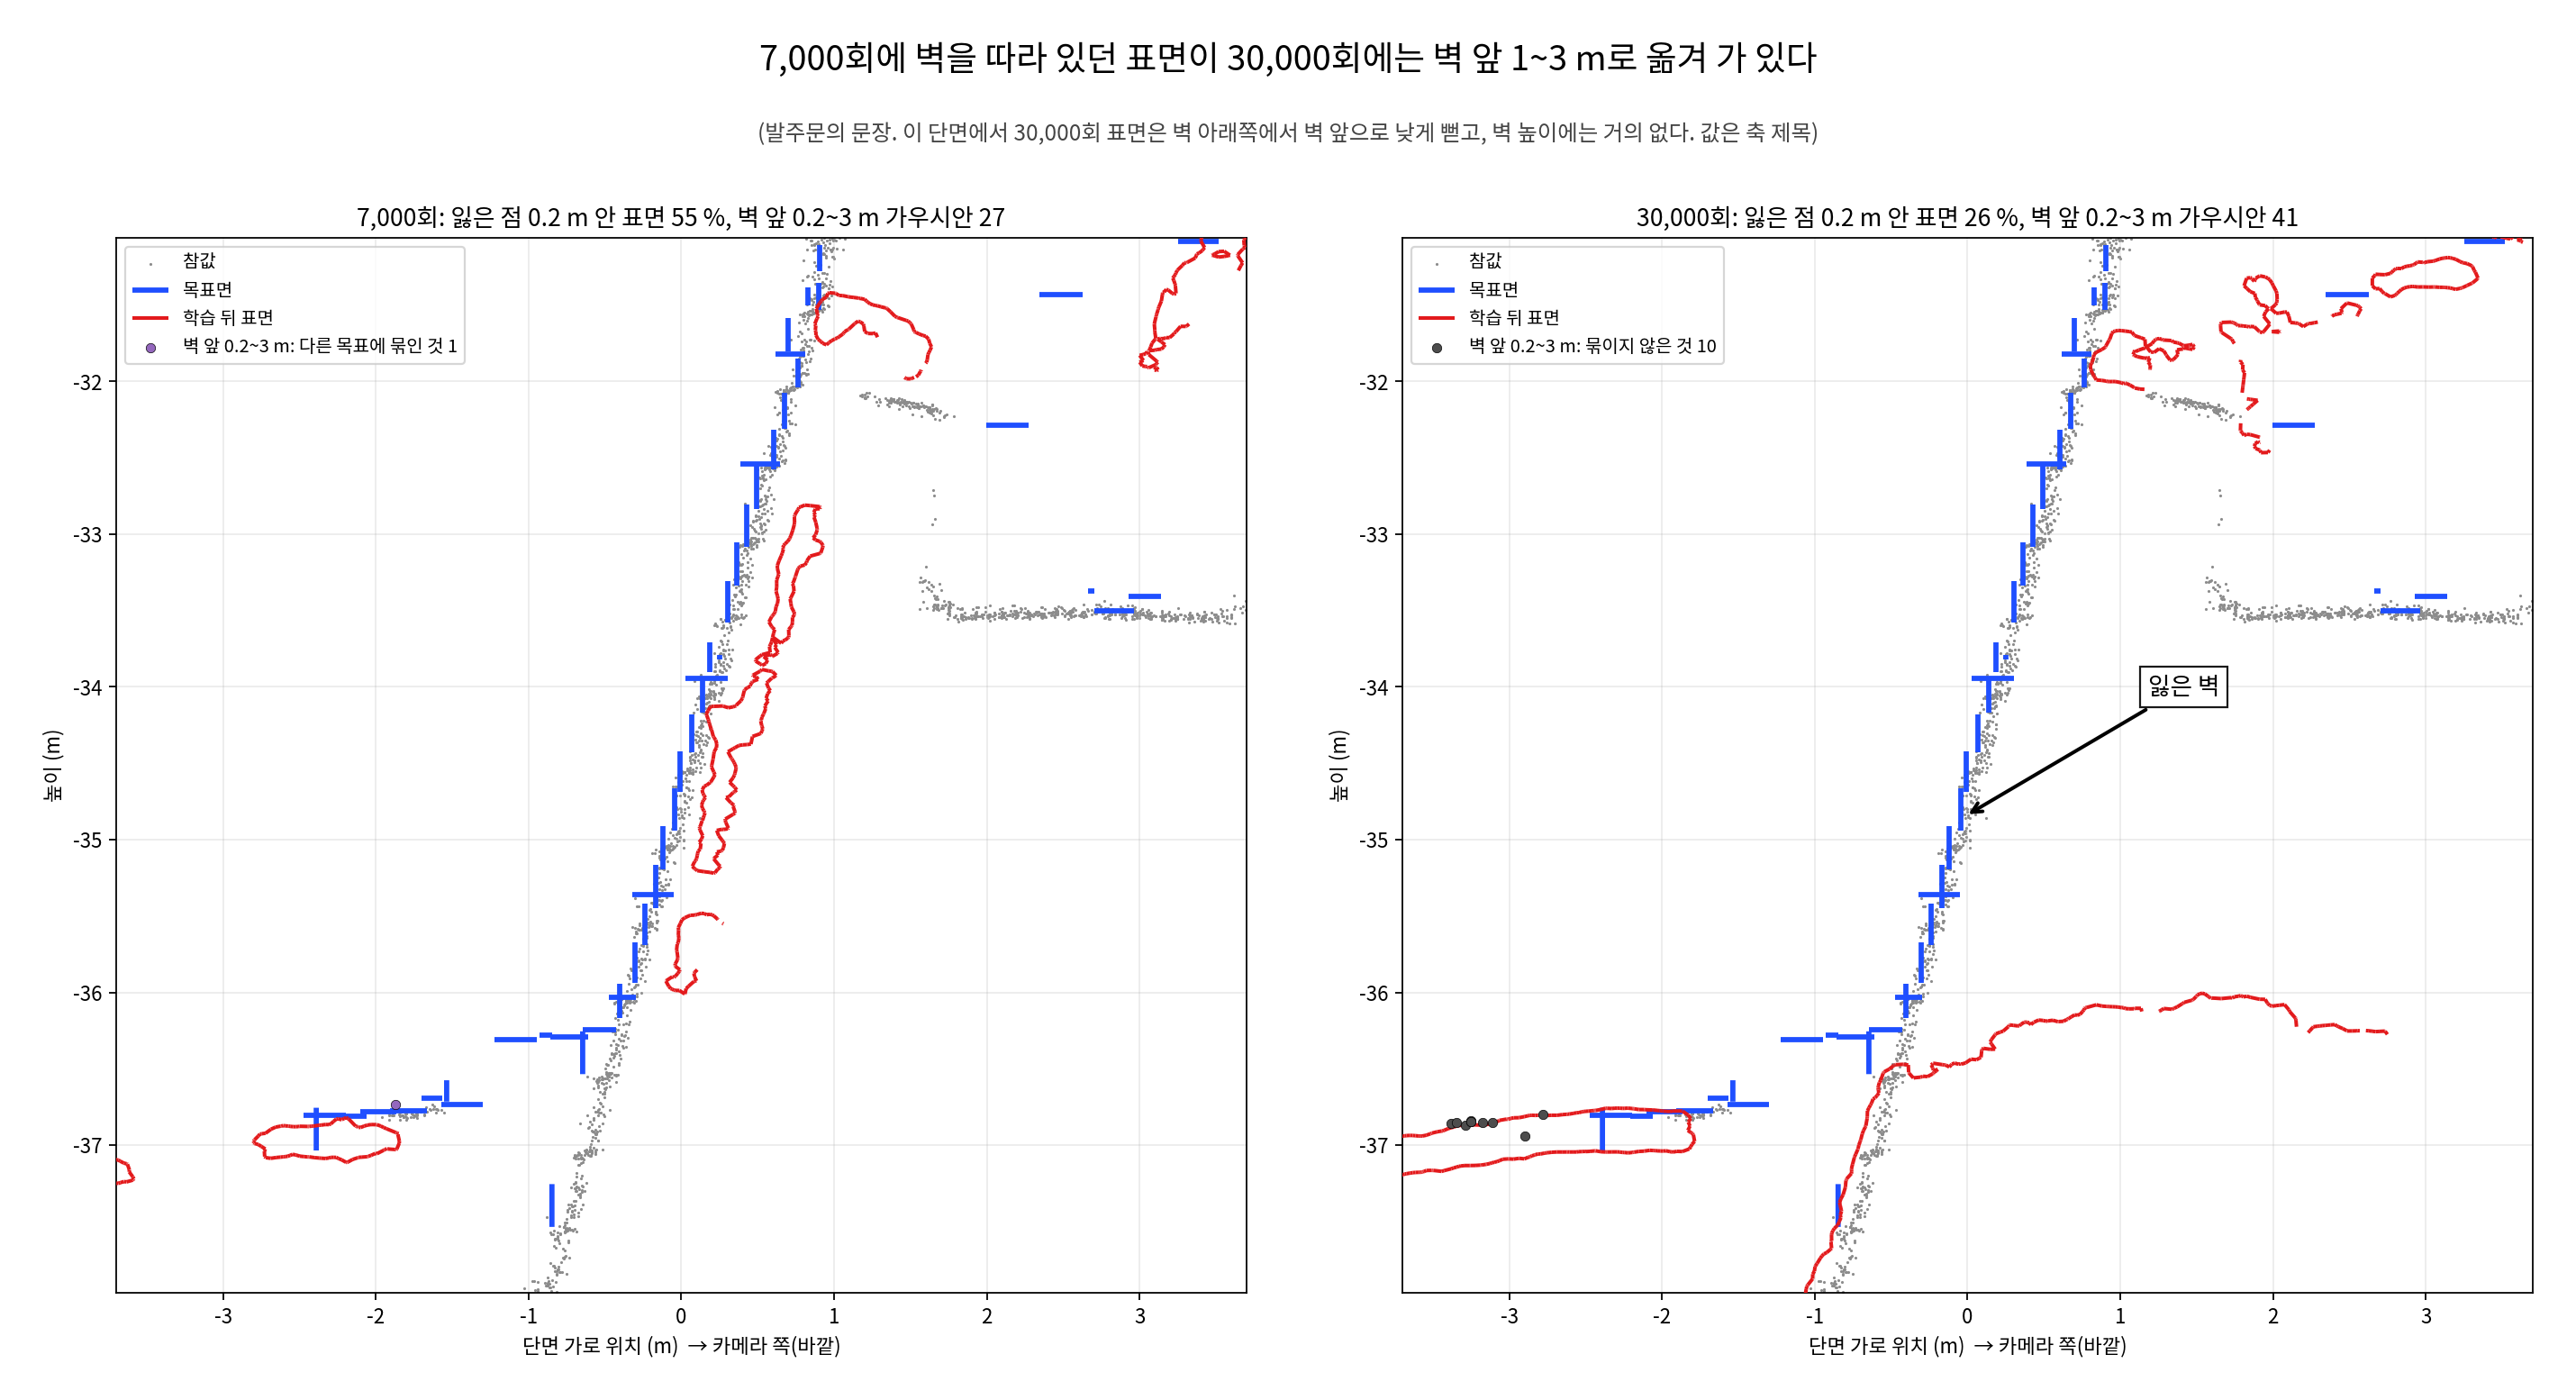 7,000회에 벽을 따라 있던 표면이 30,000회에는 벽 앞 1~3 m로 옮겨 가 있다
(발주문의 문장. 이 단면에서 30,000회 표면은 벽 아래쪽에서 벽 앞으로 낮게 뻗고, 벽 높이에는 거의 없다. 값은 축 제목)
7,000회: 잃은 점 0.2 m 안 표면 55 %, 벽 앞 0.2~3 m 가우시안 27
참값
목표면
학습 뒤 표면
벽 앞 0.2~3 m: 다른 목표에 묶인 것 1
높이 (m)
-32
-33
-34
-35
-36
-37
-3
-2
-1
0
1
2
3
단면 가로 위치 (m) → 카메라 쪽(바깥)
30,000회: 잃은 점 0.2 m 안 표면 26 %, 벽 앞 0.2~3 m 가우시안 41
참값
목표면
학습 뒤 표면
벽 앞 0.2~3 m: 묶이지 않은 것 10
잃은 벽
높이 (m)
-32
-33
-34
-35
-36
-37
-3
-2
-1
0
1
2
3
단면 가로 위치 (m) → 카메라 쪽(바깥)